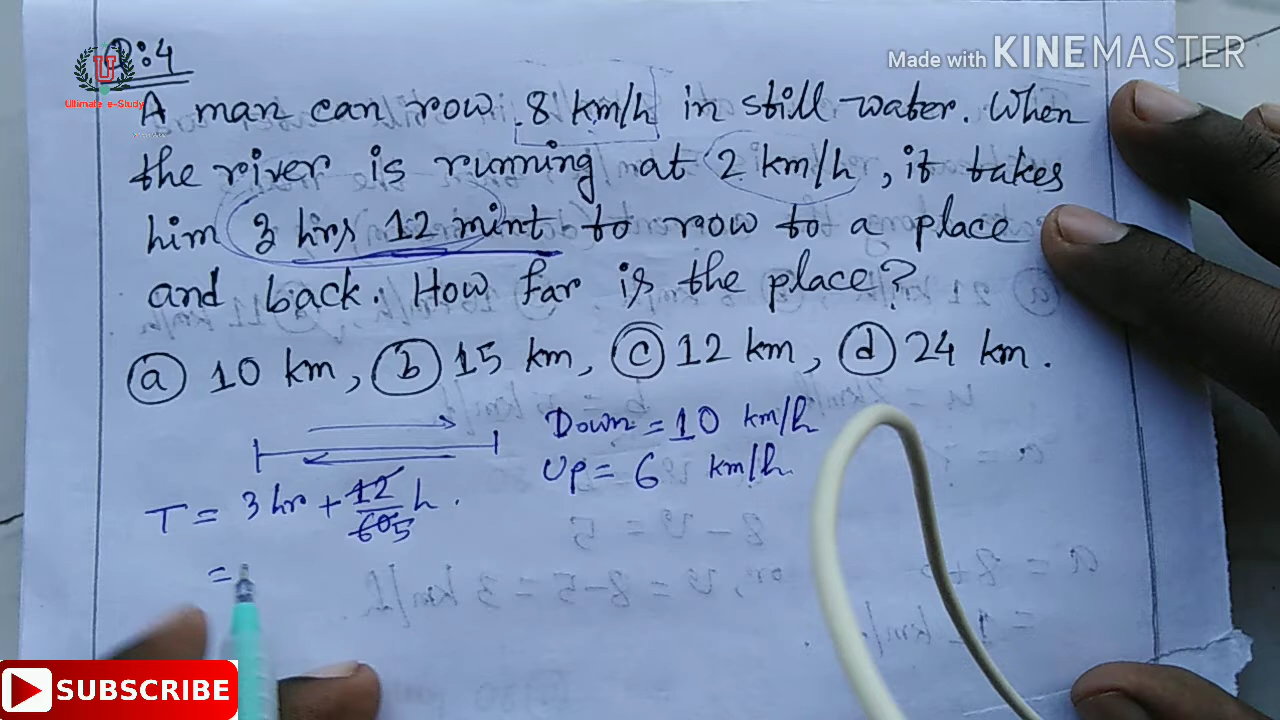 Q:4
Ultimate e-Study
Made with KINEMASTER
A man can row 8 km/h in still water. When
the river is running at 2 km/h, it takes
him 3 hrs 12 mint to row to a place
and back. How far is the place?
(a) 10 km, (b) 15 km, (c) 12 km, (d) 24 km.
Down = 10 km/h
Up = 6 km/h.
T = 3 hr + 12/60 5 h.
=
SUBSCRIBE